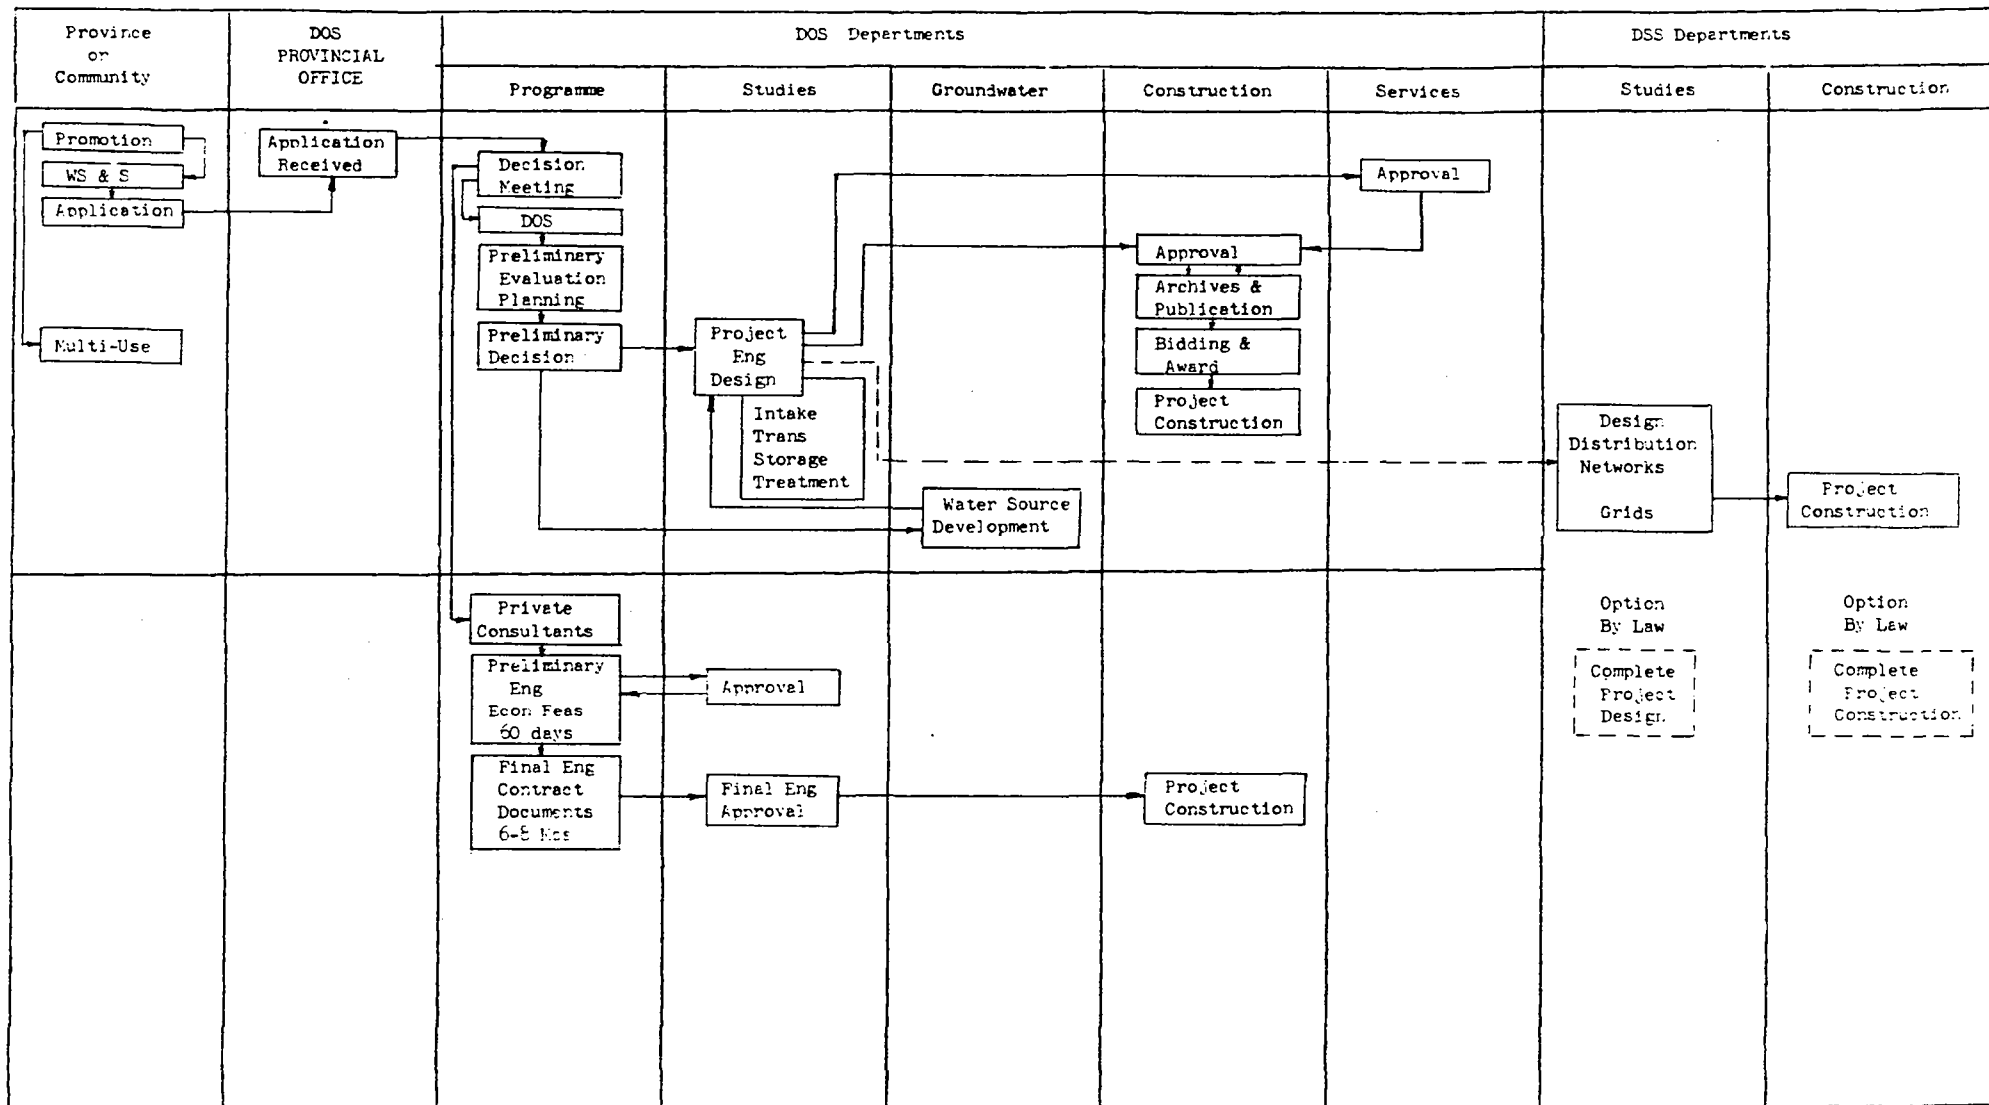 Province
or
Community
DOS
PROVINCIAL
OFFICE
DOS Departments
DSS Departments
Programme
Studies
Groundwater
Construction
Services
Studies
Construction
Promotion
WS & S
Application
Multi-Use
Application
Received
Decision
Meeting
DOS
Preliminary
Evaluation
Planning
Preliminary
Decision
Project
Eng
Design
Intake
Trans
Storage
Treatment
Water Source
Development
Approval
Archives &
Publication
Bidding &
Award
Project
Construction
Approval
Design
Distribution
Networks
Grids
Project
Construction
Private
Consultants
Preliminary
Eng
Econ Feas
60 days
Final Eng
Contract
Documents
6-8 Mos
Approval
Final Eng
Approval
Project
Construction
Option
By Law
Complete
Project
Design
Option
By Law
Complete
Project
Construction